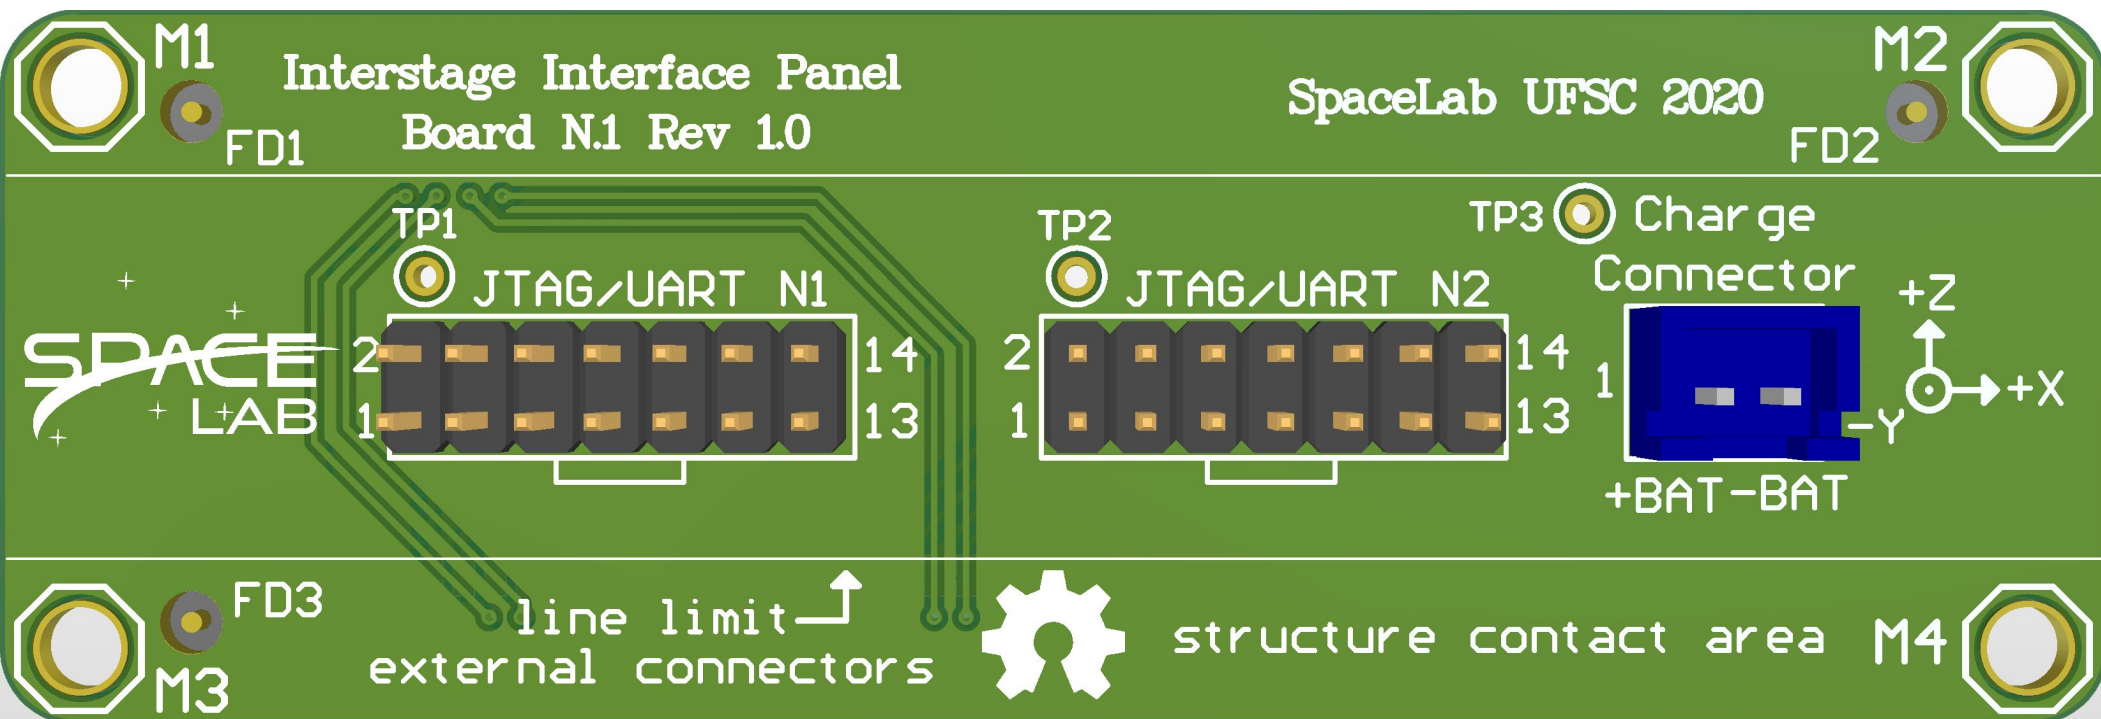 M1
Interstage Interface Panel
Board N.1 Rev 1.0
FD1
SpaceLab UFSC 2020
M2
FD2
TP1
JTAG/UART N1
2
14
1
13
TP2
JTAG/UART N2
2
14
1
13
TP3
Charge
Connector
1
+BAT-BAT
+Z
+X
-Y
SPACE
LAB
FD3
M3
line limit
external connectors
structure contact area
M4